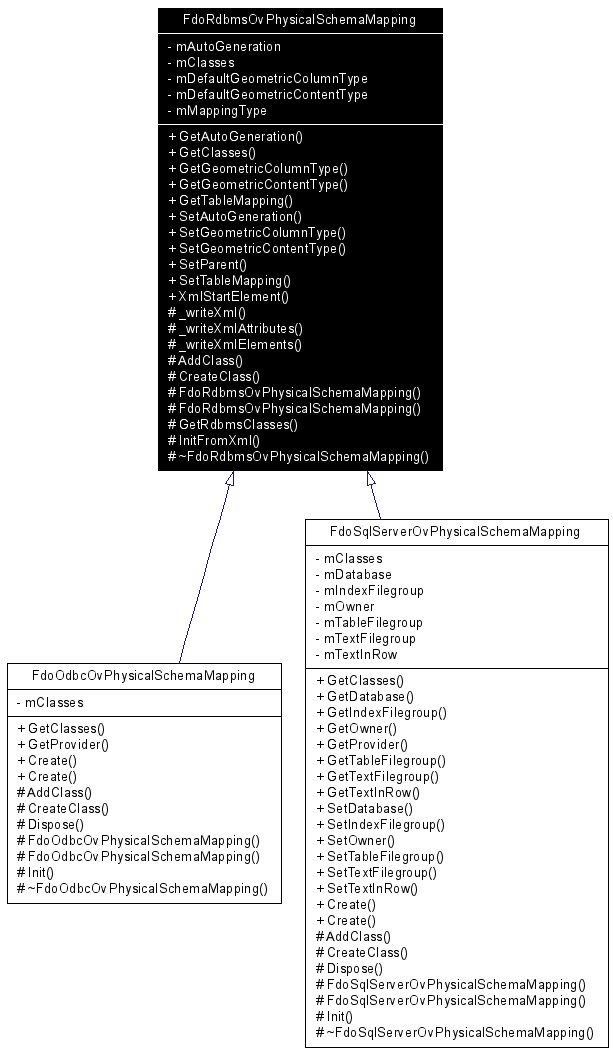 FdoRdbmsOvPhysicalSchemaMapping
- mAutoGeneration
- mClasses
- mDefaultGeometricColumnType
- mDefaultGeometricContentType
- mMappingType
+ GetAutoGeneration()
+ GetClasses()
+ GetGeometricColumnType()
+ GetGeometricContentType()
+ GetTableMapping()
+ SetAutoGeneration()
+ SetGeometricColumnType()
+ SetGeometricContentType()
+ SetParent()
+ SetTableMapping()
+ XmlStartElement()
# _writeXml()
# _writeXmlAttributes()
# _writeXmlElements()
# AddClass()
# CreateClass()
# FdoRdbmsOvPhysicalSchemaMapping()
# FdoRdbmsOvPhysicalSchemaMapping()
# GetRdbmsClasses()
# InitFromXml()
# ~FdoRdbmsOvPhysicalSchemaMapping()
FdoOdbcOvPhysicalSchemaMapping
- mClasses
+ GetClasses()
+ GetProvider()
+ Create()
+ Create()
# AddClass()
# CreateClass()
# Dispose()
# FdoOdbcOvPhysicalSchemaMapping()
# FdoOdbcOvPhysicalSchemaMapping()
# Init()
# ~FdoOdbcOvPhysicalSchemaMapping()
FdoSqlServerOvPhysicalSchemaMapping
- mClasses
- mDatabase
- mIndexFilegroup
- mOwner
- mTableFilegroup
- mTextFilegroup
- mTextInRow
+ GetClasses()
+ GetDatabase()
+ GetIndexFilegroup()
+ GetOwner()
+ GetProvider()
+ GetTableFilegroup()
+ GetTextFilegroup()
+ GetTextInRow()
+ SetDatabase()
+ SetIndexFilegroup()
+ SetOwner()
+ SetTableFilegroup()
+ SetTextFilegroup()
+ SetTextInRow()
+ Create()
+ Create()
# AddClass()
# CreateClass()
# Dispose()
# FdoSqlServerOvPhysicalSchemaMapping()
# FdoSqlServerOvPhysicalSchemaMapping()
# Init()
# ~FdoSqlServerOvPhysicalSchemaMapping()